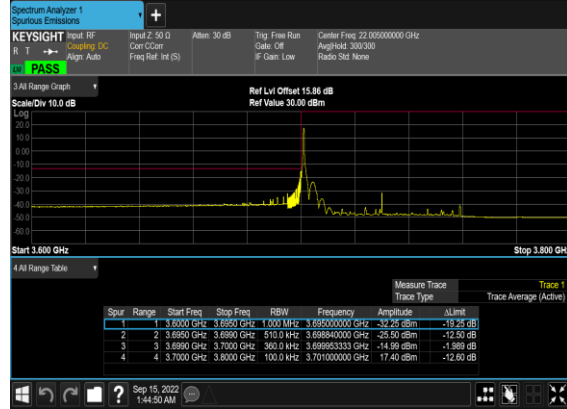 Spectrum Analyzer 1
Spurious Emissions
KEYSIGHT
R T
LXI PASS
Input: RF
Coupling: DC
Align: Auto
Input Z: 50 Ω
Corr CCorr
Freq Ref: Int (S)
Atten: 30 dB
Trig: Free Run
Gate: Off
IF Gain: Low
Center Freq: 22.005000000 GHz
Avg|Hold: 300/300
Radio Std: None
3 All Range Graph
Ref Lvl Offset 15.86 dB
Scale/Div 10.0 dB
Ref Value 30.00 dBm
Log
20.0
10.0
0.00
-10.0
-20.0
-30.0
-40.0
-50.0
-60.0
Start 3.600 GHz
Stop 3.800 GH
4 All Range Table
Measure Trace Trace 1
Trace Type Trace Average (Active)
Spur Range Start Freq Stop Freq RBW Frequency Amplitude ΔLimit
1 1 3.6000 GHz 3.6950 GHz 1.000 MHz 3.695000000 GHz -32.25 dBm -19.25 dB
2 2 3.6950 GHz 3.6990 GHz 510.0 kHz 3.698840000 GHz -25.50 dBm -12.50 dB
3 3 3.6990 GHz 3.7000 GHz 360.0 kHz 3.699953333 GHz -14.99 dBm -1.989 dB
4 4 3.7000 GHz 3.8000 GHz 100.0 kHz 3.701000000 GHz 17.40 dBm -12.60 dB
?
Sep 15, 2022
1:44:50 AM